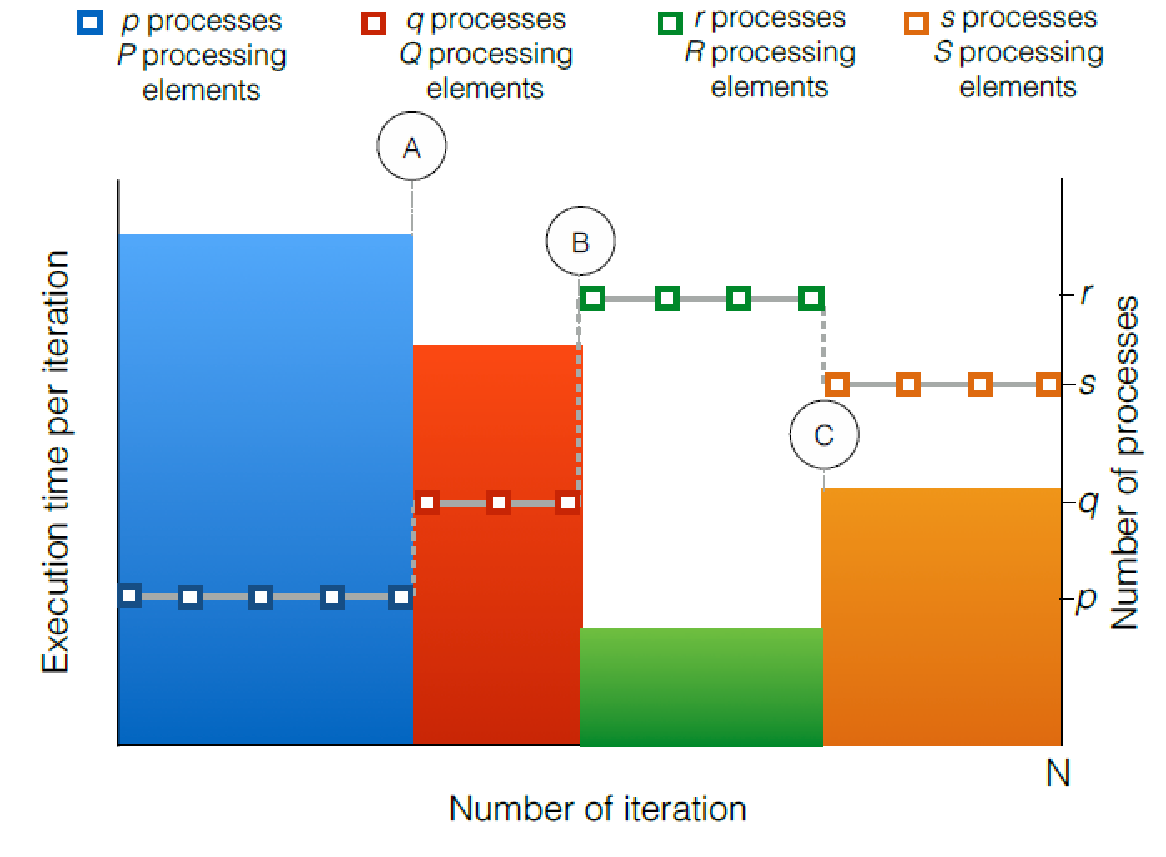 p processes
P processing
elements
q processes
Q processing
elements
r processes
R processing
elements
s processes
S processing
elements
A
B
C
Execution time per iteration
r
s
q
p
Number of processes
N
Number of iteration